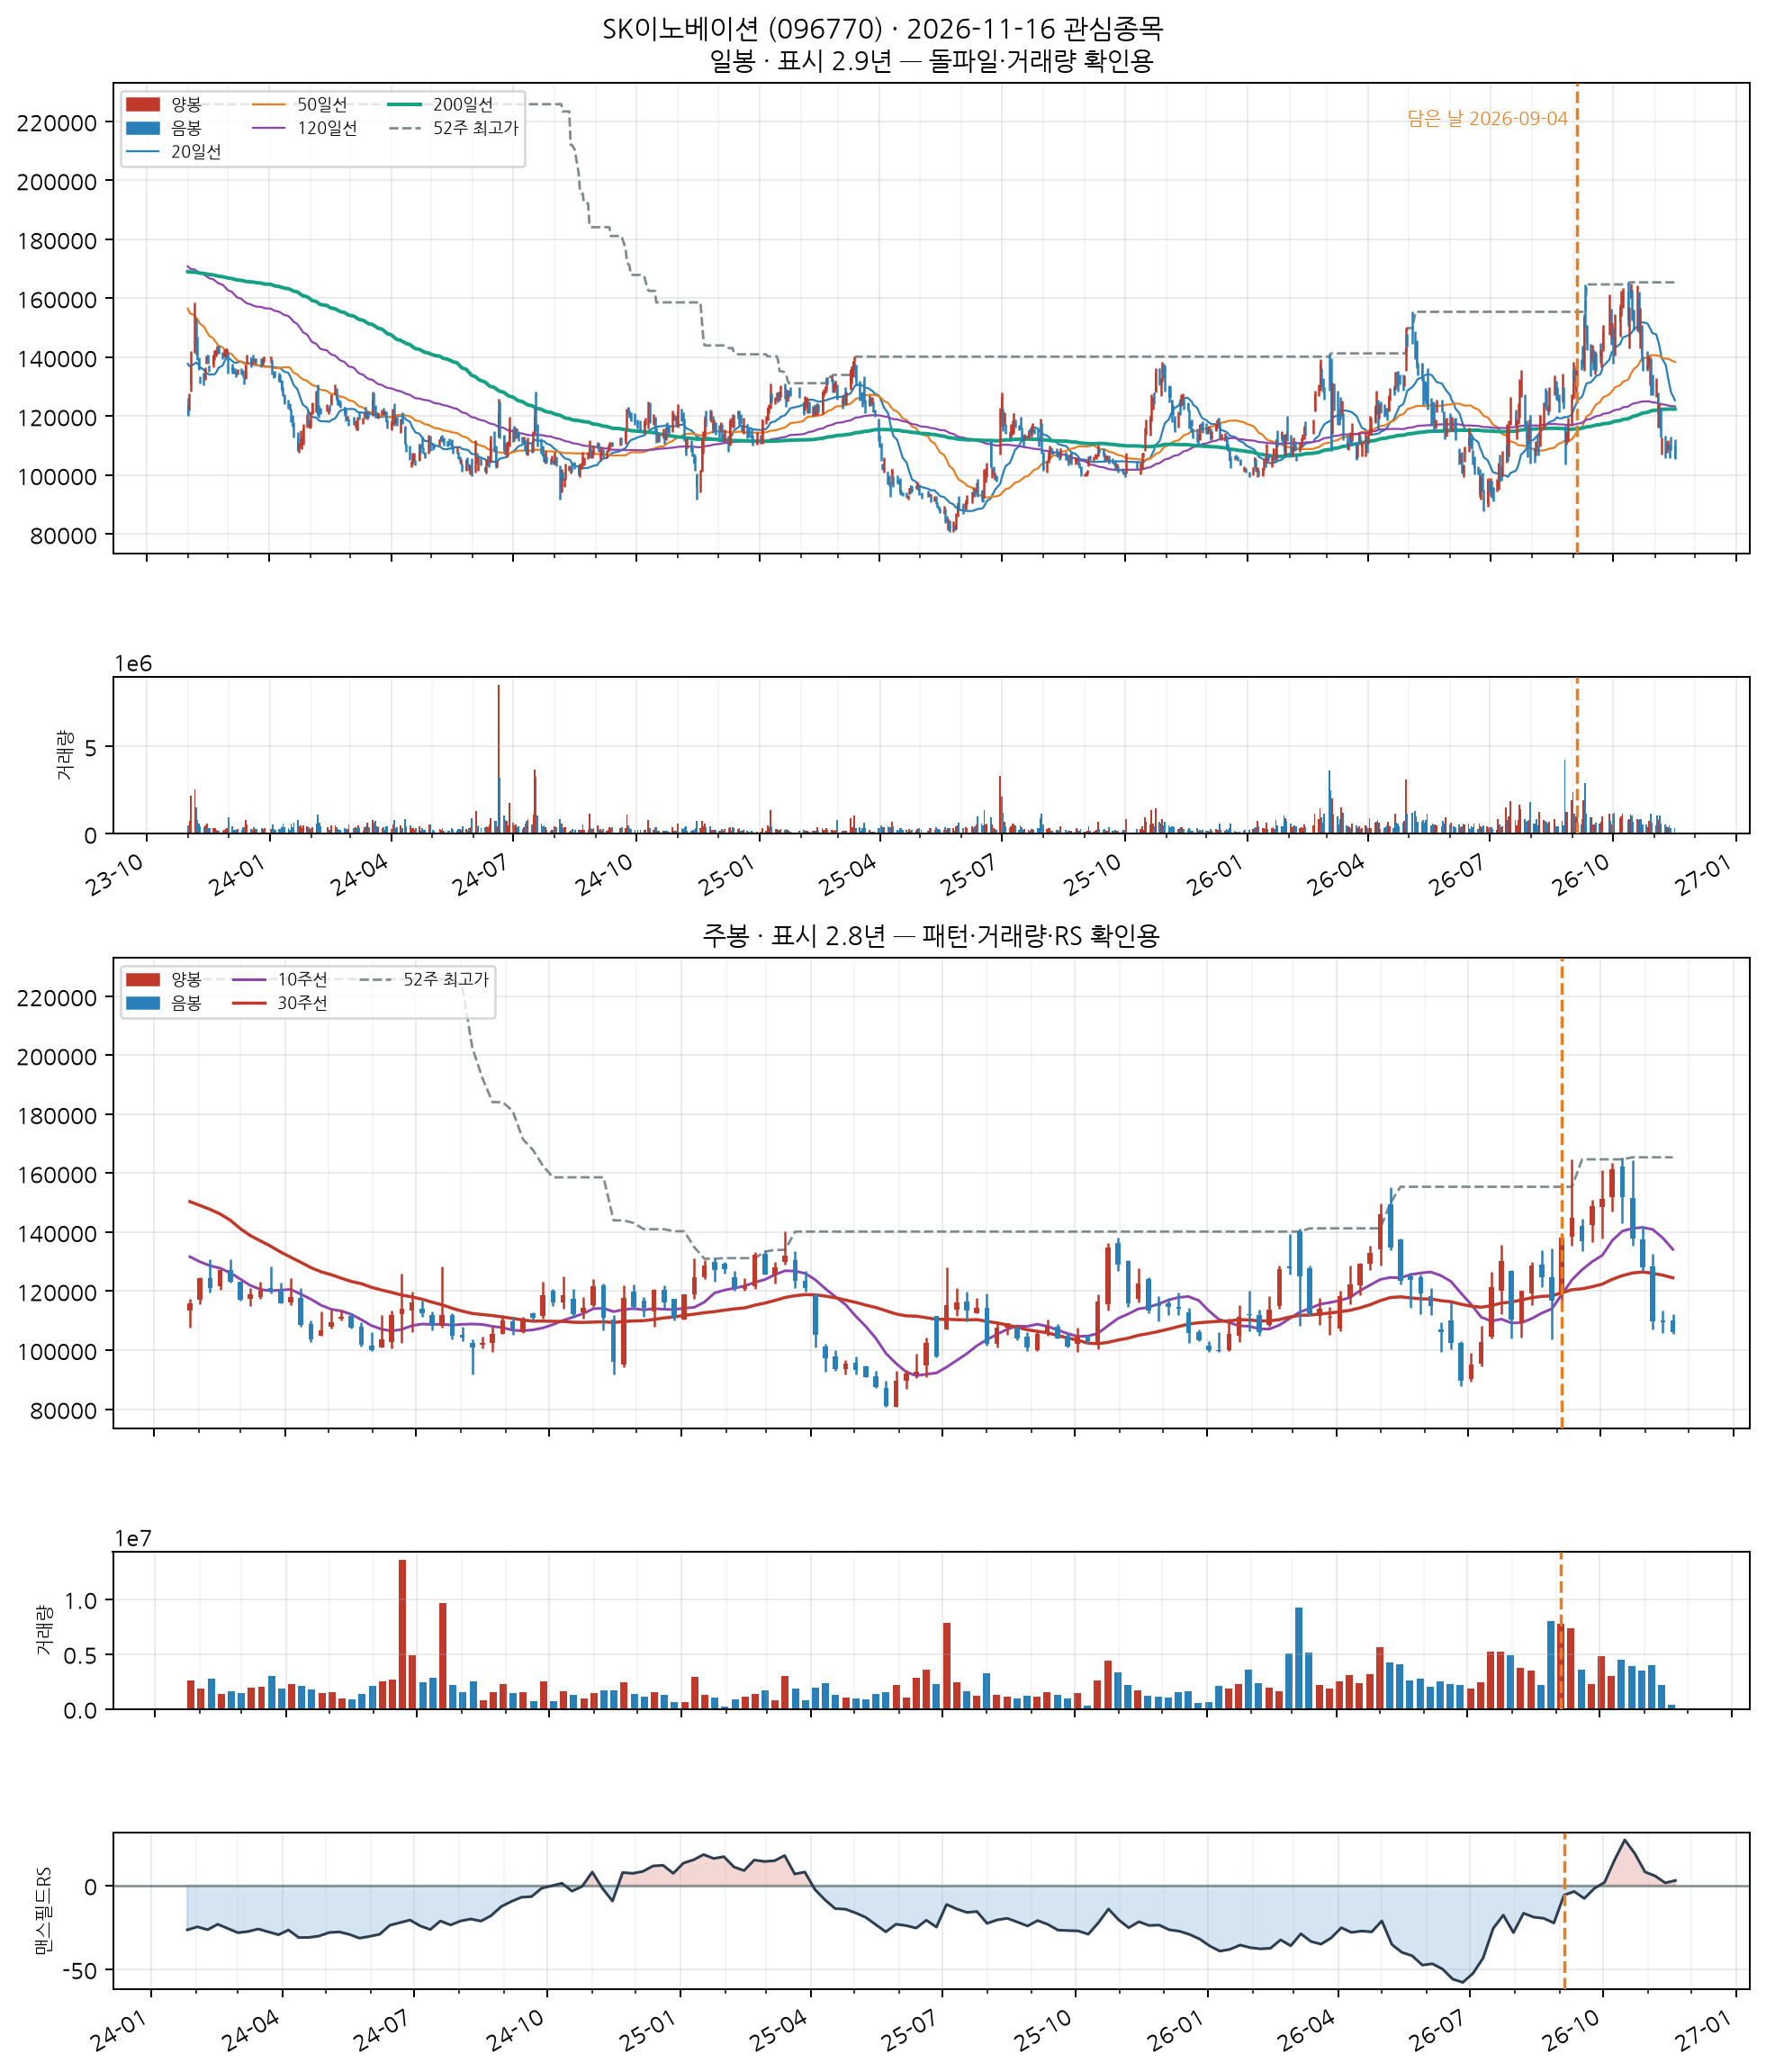 SK이노베이션 (096770) · 2026-11-16 관심종목
일봉 · 표시 2.9년 — 돌파일·거래량 확인용
양봉 50일선 200일선
음봉 120일선 52주 최고가
20일선
담은 날 2026-09-04
220000
200000
180000
160000
140000
120000
100000
80000
1e6
거래량
5
0
23-10 24-01 24-04 24-07 24-10 25-01 25-04 25-07 25-10 26-01 26-04 26-07 26-10 27-01
주봉 · 표시 2.8년 — 패턴·거래량·RS 확인용
양봉 10주선 52주 최고가
음봉 30주선
220000
200000
180000
160000
140000
120000
100000
80000
1e7
거래량
1.0
0.5
0.0
맨스필드RS
0
-50
24-01 24-04 24-07 24-10 25-01 25-04 25-07 25-10 26-01 26-04 26-07 26-10 27-01